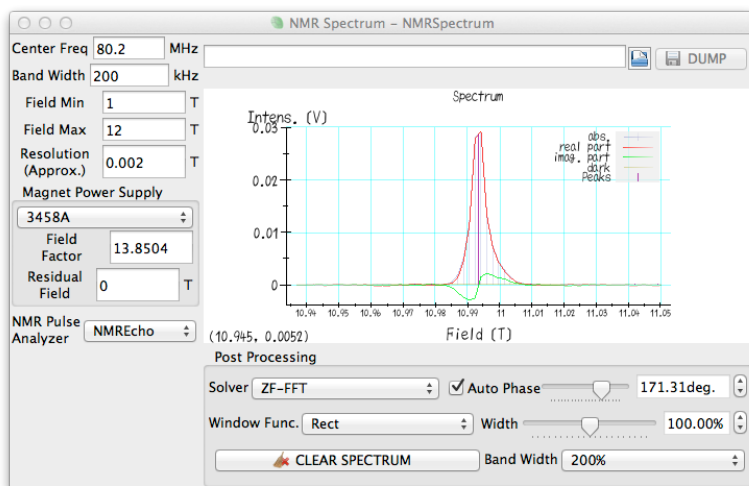 NMR Spectrum – NMRSpectrum
Center Freq 80.2 MHz
Band Width 200 kHz
Field Min 1 T
Field Max 12 T
Resolution (Approx.) 0.002 T
Magnet Power Supply
3458A
Field Factor 13.8504
Residual Field 0 T
NMR Pulse Analyzer NMREcho
DUMP
Spectrum
Intens. (V)
abs.
real part
imag. part
dark
Peaks
0.03
0.02
0.01
0
10.94 10.95 10.96 10.97 10.98 10.99 11 11.01 11.02 11.03 11.04 11.05
(10.945, 0.0052) Field (T)
Post Processing
Solver ZF-FFT Auto Phase 171.31deg.
Window Func. Rect Width 100.00%
CLEAR SPECTRUM Band Width 200%